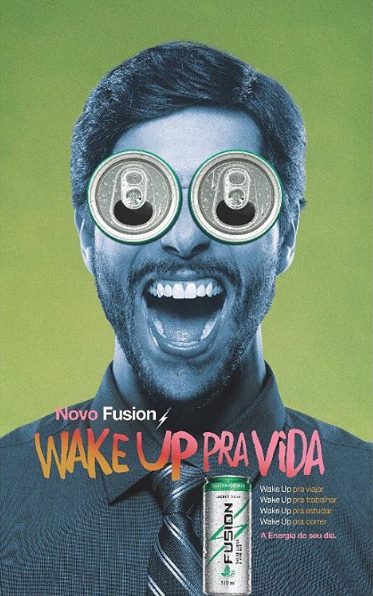 Novo Fusion
WAKE UP PRA VIDA
Wake Up pra viajar
Wake Up pra trabalhar
Wake Up pra estudar
Wake Up pra correr
A Energia do seu dia.
FUSION